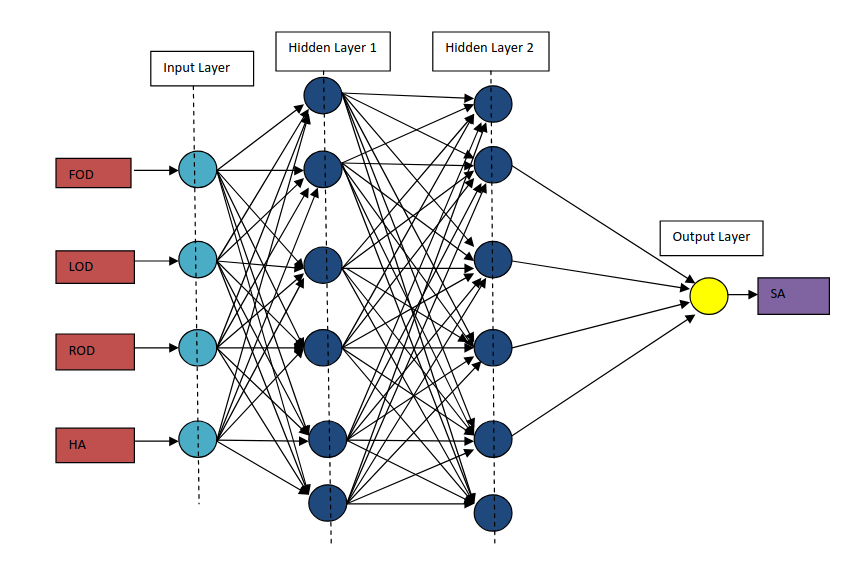 Hidden Layer 1
Hidden Layer 2
Input Layer
FOD
Output Layer
LOD
SA
ROD
HA